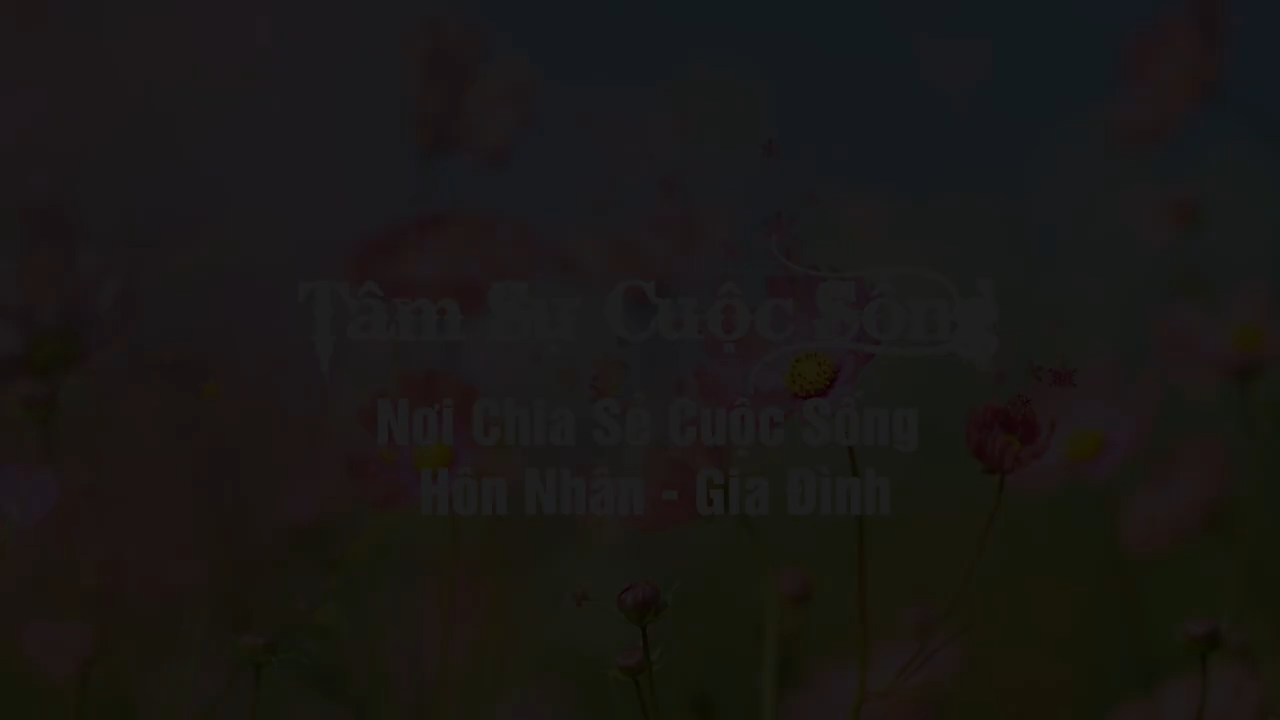 Tâm Sự Cuộc Sống
Nơi Chia Sẻ Cuộc Sống
Hôn Nhân - Gia Đình